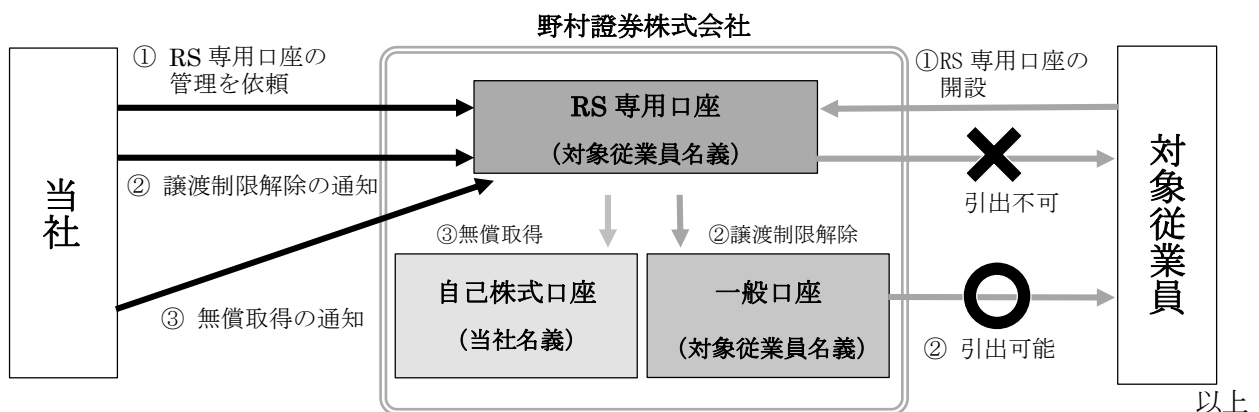 野村證券株式会社
① RS 専用口座の
管理を依頼
①RS 専用口座の
開設
RS 専用口座
(対象従業員名義)
当社
② 譲渡制限解除の通知
引出不可
対象従業員
③無償取得
②譲渡制限解除
③ 無償取得の通知
自己株式口座
(当社名義)
一般口座
(対象従業員名義)
② 引出可能
以上